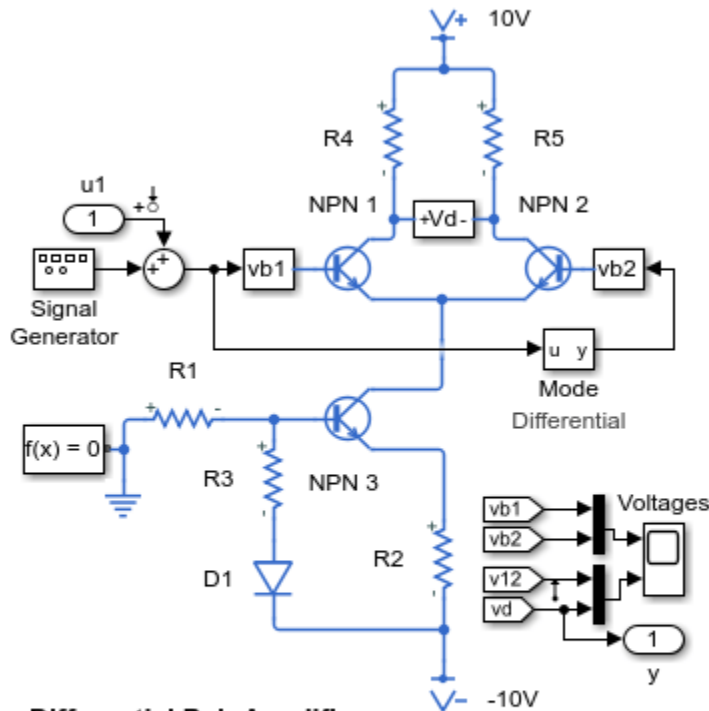 V+ 10V
R4
R5
u1
1
NPN 1
+Vd-
NPN 2
vb1
vb2
Signal
Generator
u y
Mode
Differential
R1
f(x) = 0
R3
NPN 3
D1
R2
Voltages
vb1
vb2
v12
vd
1
y
V- -10V